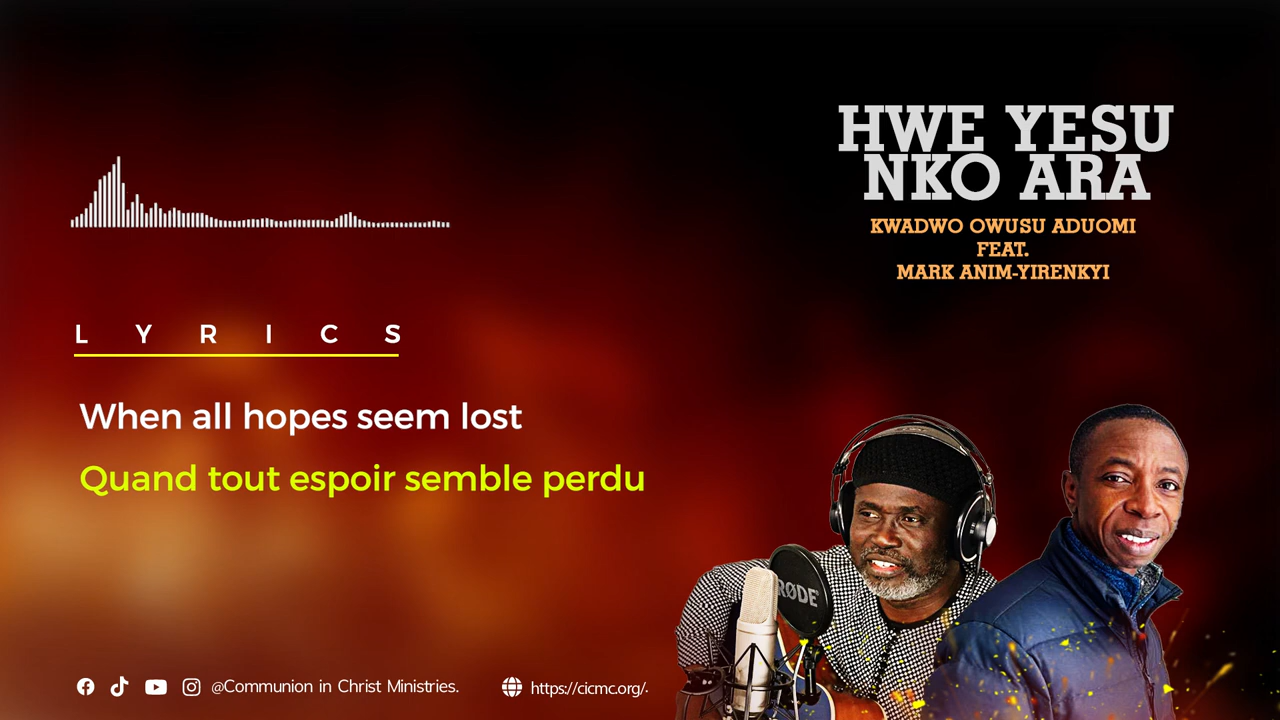 HWE YESU
NKO ARA
KWADWO OWUSU ADUOMI
FEAT.
MARK ANIM-YIRENKYI
LYRICS
When all hopes seem lost
Quand tout espoir semble perdu
RØDE
@Communion in Christ Ministries.
https://cicmc.org/.